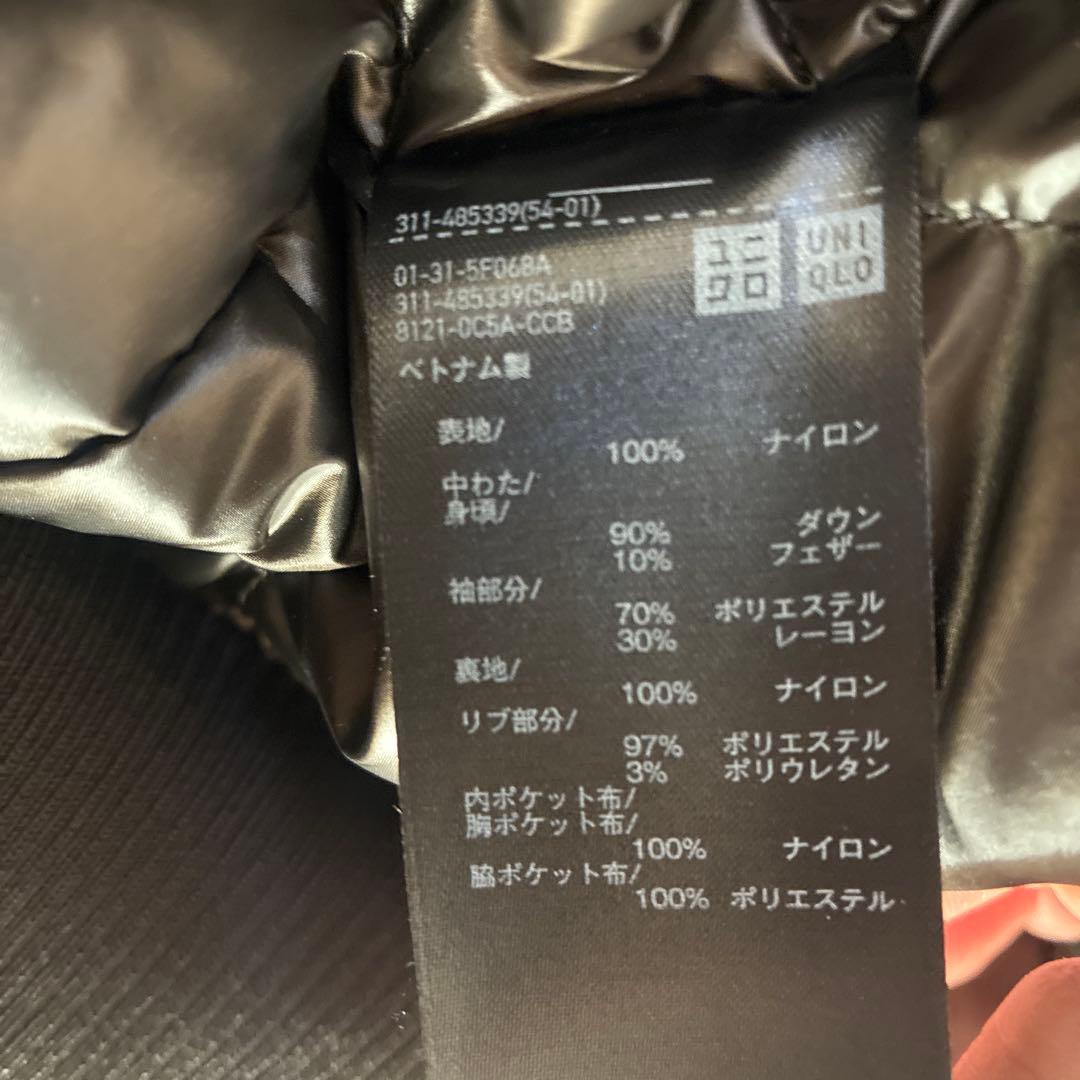 311-485339(54-01)
ユニ
クロ
UNI
QLO
01-31-5F068A
311-485339(54-01)
8121-0C5A-CCB
ベトナム製
表地/
100% ナイロン
中わた/
身頃/
90% ダウン
10% フェザー
袖部分/
70% ポリエステル
30% レーヨン
裏地/
100% ナイロン
リブ部分/
97% ポリエステル
3% ポリウレタン
内ポケット布/
胸ポケット布/
100% ナイロン
脇ポケット布/
100% ポリエステル